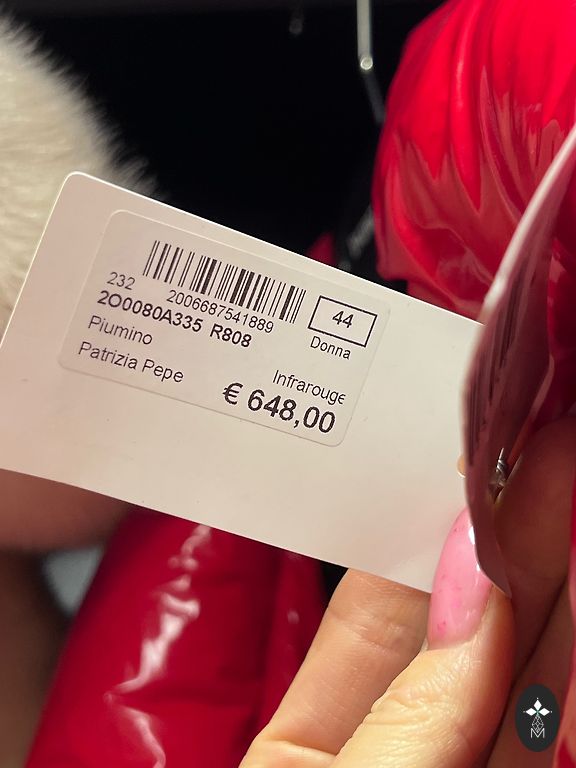 232
2006687541889
2O0080A335 R808
44
Donna
Piumino
Patrizia Pepe
Infrarouge
€ 648,00